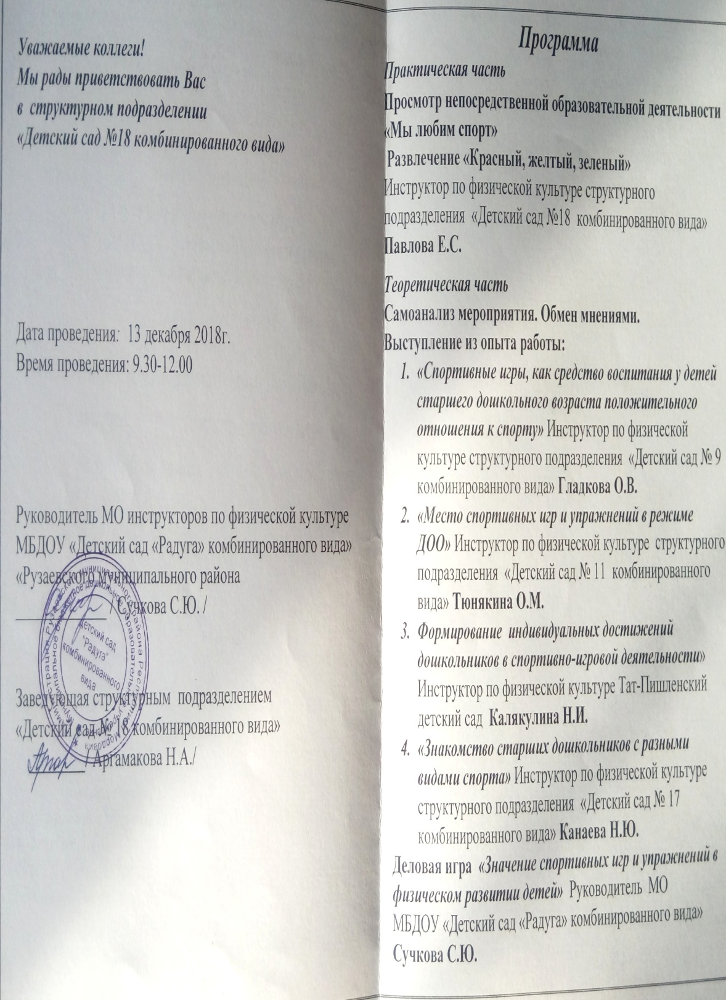 Уважаемые коллеги!
Мы рады приветствовать Вас
в структурном подразделении
«Детский сад №18 комбинированного вида»
Дата проведения: 13 декабря 2018г.
Время проведения: 9.30-12.00
Руководитель МО инструкторов по физической культуре
МБДОУ «Детский сад «Радуга» комбинированного вида»
«Рузаевского муниципального района
/ Сучкова С.Ю. /
Детский сад
"Радуга"
комбинированного
вида
Заведующая структурным подразделением
«Детский сад № 18 комбинированного вида»
/ Аргамакова Н.А./
Программа
Практическая часть
Просмотр непосредственной образовательной деятельности
«Мы любим спорт»
Развлечение «Красный, желтый, зеленый»
Инструктор по физической культуре структурного
подразделения «Детский сад №18 комбинированного вида»
Павлова Е.С.
Теоретическая часть
Самоанализ мероприятия. Обмен мнениями.
Выступление из опыта работы:
1. «Спортивные игры, как средство воспитания у детей
старшего дошкольного возраста положительного
отношения к спорту» Инструктор по физической
культуре структурного подразделения «Детский сад № 9
комбинированного вида» Гладкова О.В.
2. «Место спортивных игр и упражнений в режиме
ДОО» Инструктор по физической культуре структурного
подразделения «Детский сад № 11 комбинированного
вида» Тюнякина О.М.
3. Формирование индивидуальных достижений
дошкольников в спортивно-игровой деятельности»
Инструктор по физической культуре Тат-Пишленский
детский сад Калякулина Н.И.
4. «Знакомство старших дошкольников с разными
видами спорта» Инструктор по физической культуре
структурного подразделения «Детский сад № 17
комбинированного вида» Канаева Н.Ю.
Деловая игра «Значение спортивных игр и упражнений в
физическом развитии детей» Руководитель МО
МБДОУ «Детский сад «Радуга» комбинированного вида»
Сучкова С.Ю.